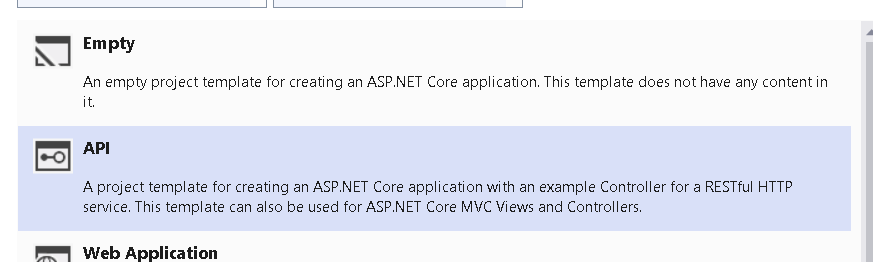 Empty
An empty project template for creating an ASP.NET Core application. This template does not have any content in
it.
API
A project template for creating an ASP.NET Core application with an example Controller for a RESTful HTTP
service. This template can also be used for ASP.NET Core MVC Views and Controllers.
Web Application